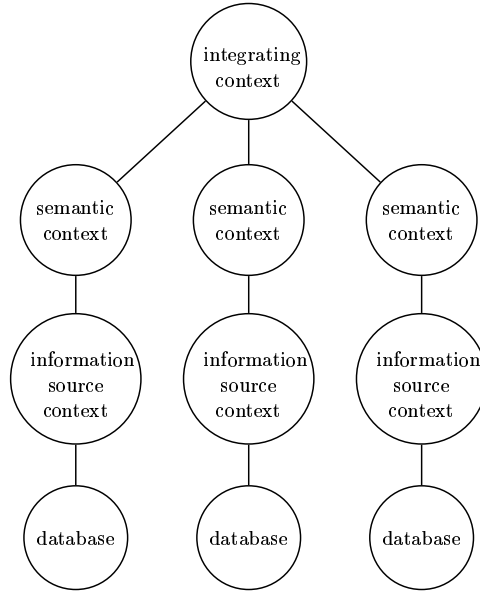 integrating
context
semantic
context
semantic
context
semantic
context
information
source
context
information
source
context
information
source
context
database
database
database